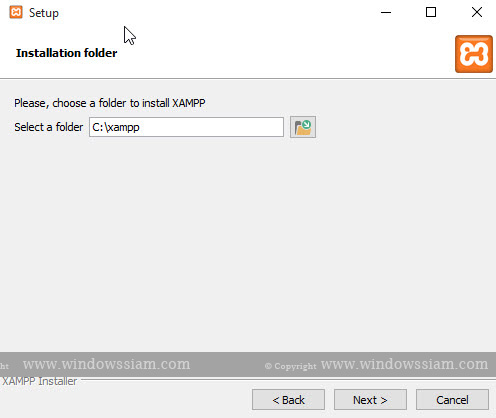 Setup
Installation folder
Please, choose a folder to install XAMPP
Select a folder C:\xampp
ht www.windowssiam.com © Copyright www.windowssiam.com
XAMPP Installer
< Back Next > Cancel